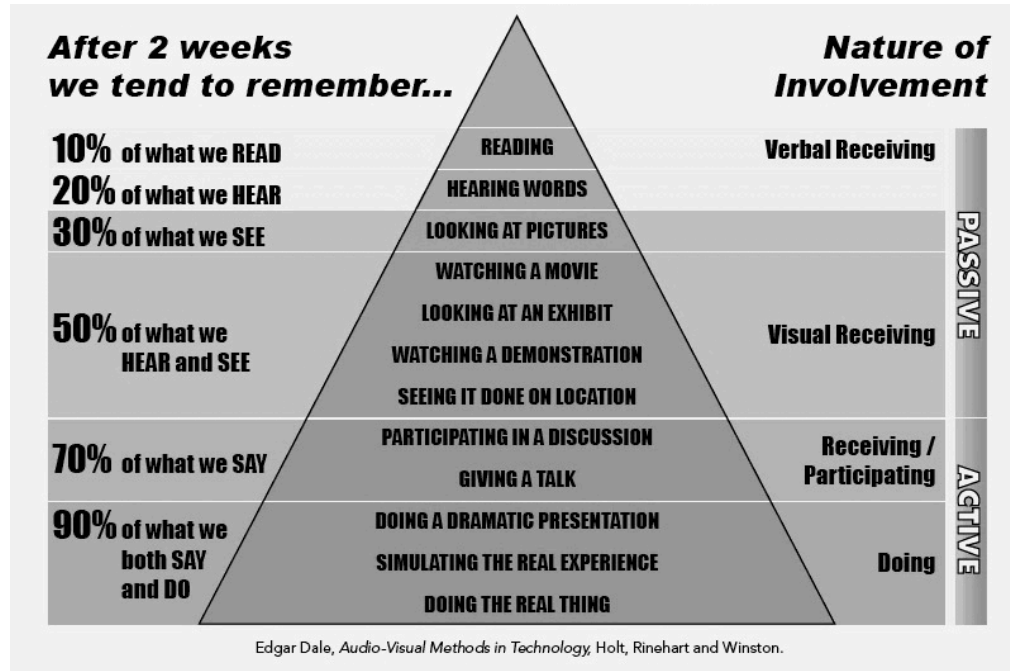 After 2 weeks
we tend to remember...
Nature of
Involvement
10% of what we READ
READING
Verbal Receiving
20% of what we HEAR
HEARING WORDS
30% of what we SEE
LOOKING AT PICTURES
50% of what we
HEAR and SEE
WATCHING A MOVIE
LOOKING AT AN EXHIBIT
WATCHING A DEMONSTRATION
SEEING IT DONE ON LOCATION
Visual Receiving
PASSIVE
70% of what we SAY
PARTICIPATING IN A DISCUSSION
GIVING A TALK
Receiving /
Participating
90% of what we
both SAY
and DO
DOING A DRAMATIC PRESENTATION
SIMULATING THE REAL EXPERIENCE
DOING THE REAL THING
Doing
ACTIVE
Edgar Dale, Audio-Visual Methods in Technology, Holt, Rinehart and Winston.